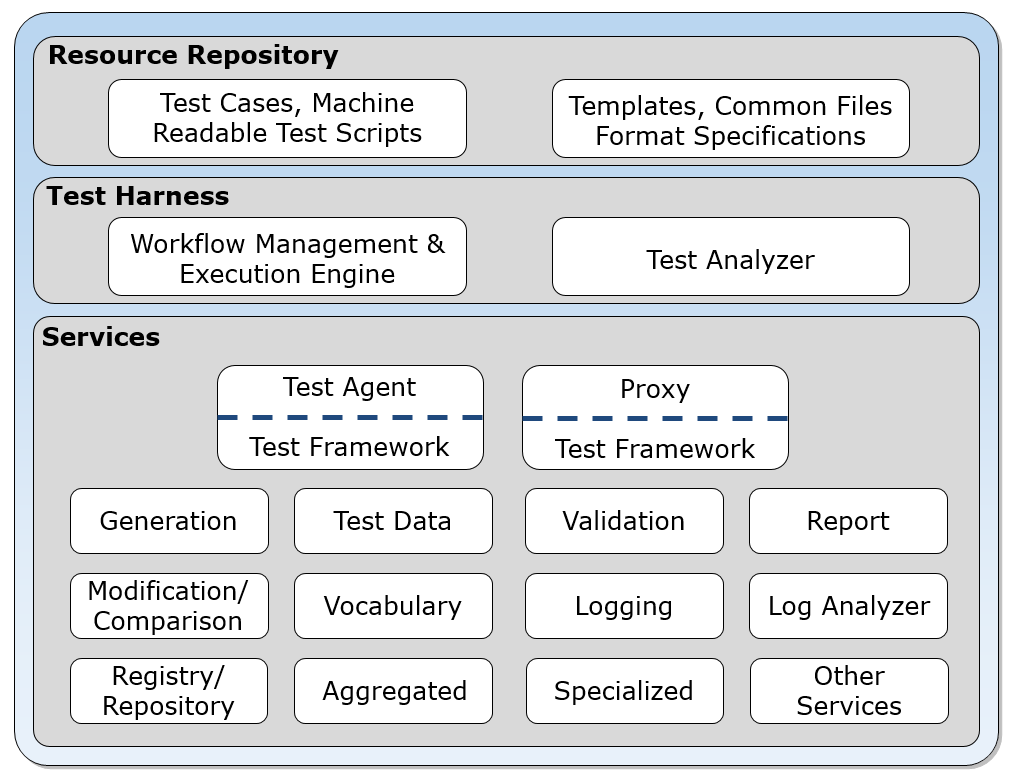 Resource Repository
Test Cases, Machine
Readable Test Scripts
Templates, Common Files
Format Specifications
Test Harness
Workflow Management &
Execution Engine
Test Analyzer
Services
Test Agent
Test Framework
Proxy
Test Framework
Generation
Test Data
Validation
Report
Modification/
Comparison
Vocabulary
Logging
Log Analyzer
Registry/
Repository
Aggregated
Specialized
Other
Services